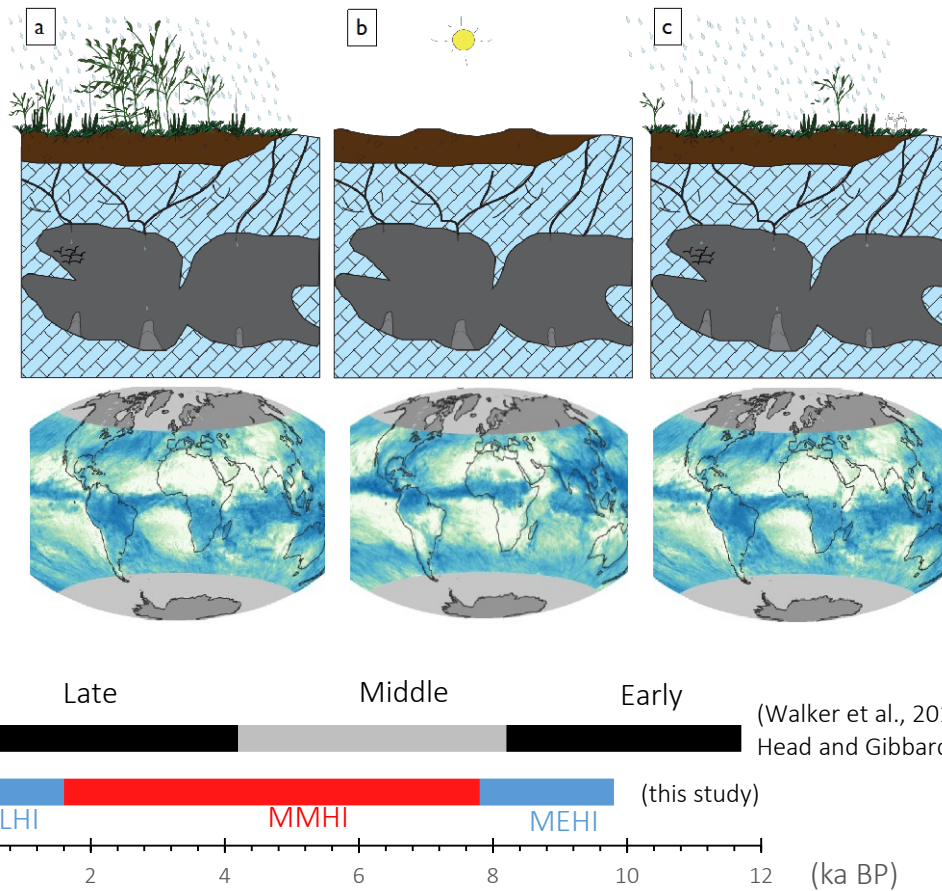 a
b
c
Late
Middle
Early
(Walker et al.,
Head and Gibbard
(this study)
LHI
MMHI
MEHI
2
4
6
8
10
12
(ka BP)